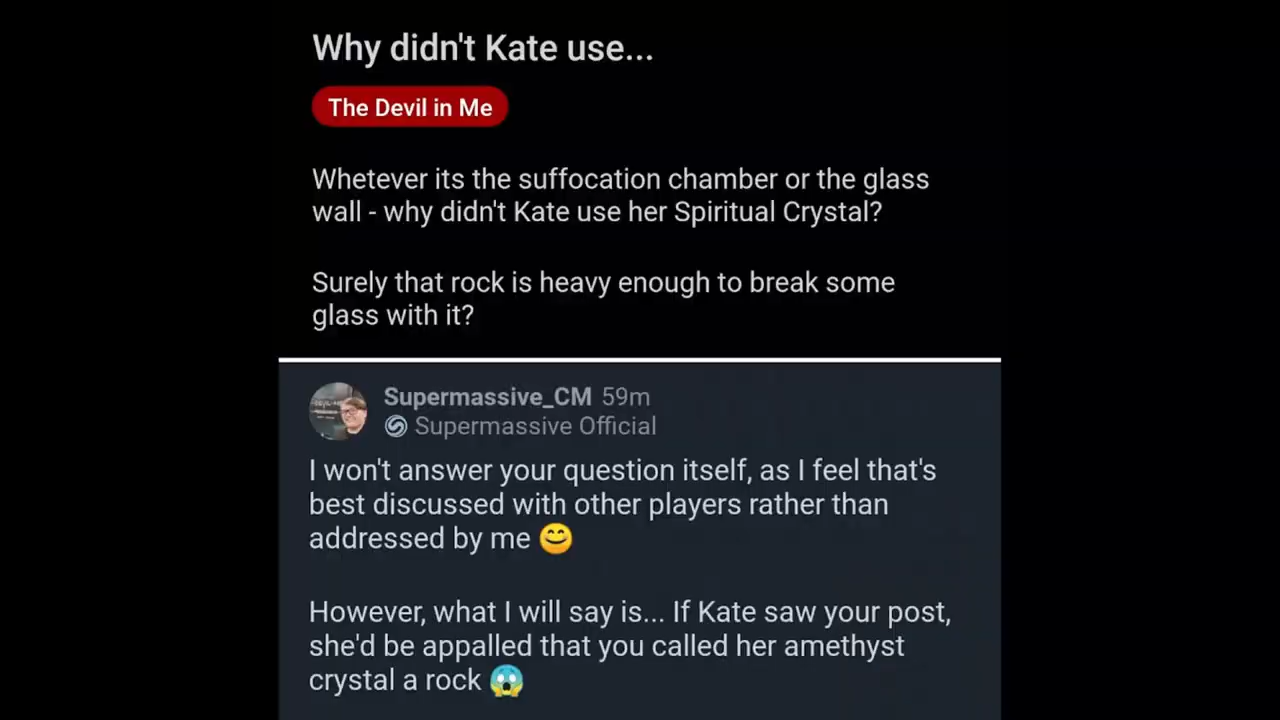 Why didn't Kate use...
The Devil in Me
Whetever its the suffocation chamber or the glass
wall - why didn't Kate use her Spiritual Crystal?
Surely that rock is heavy enough to break some
glass with it?
Supermassive_CM 59m
Supermassive Official
I won't answer your question itself, as I feel that's
best discussed with other players rather than
addressed by me 😊
However, what I will say is... If Kate saw your post,
she'd be appalled that you called her amethyst
crystal a rock 😱